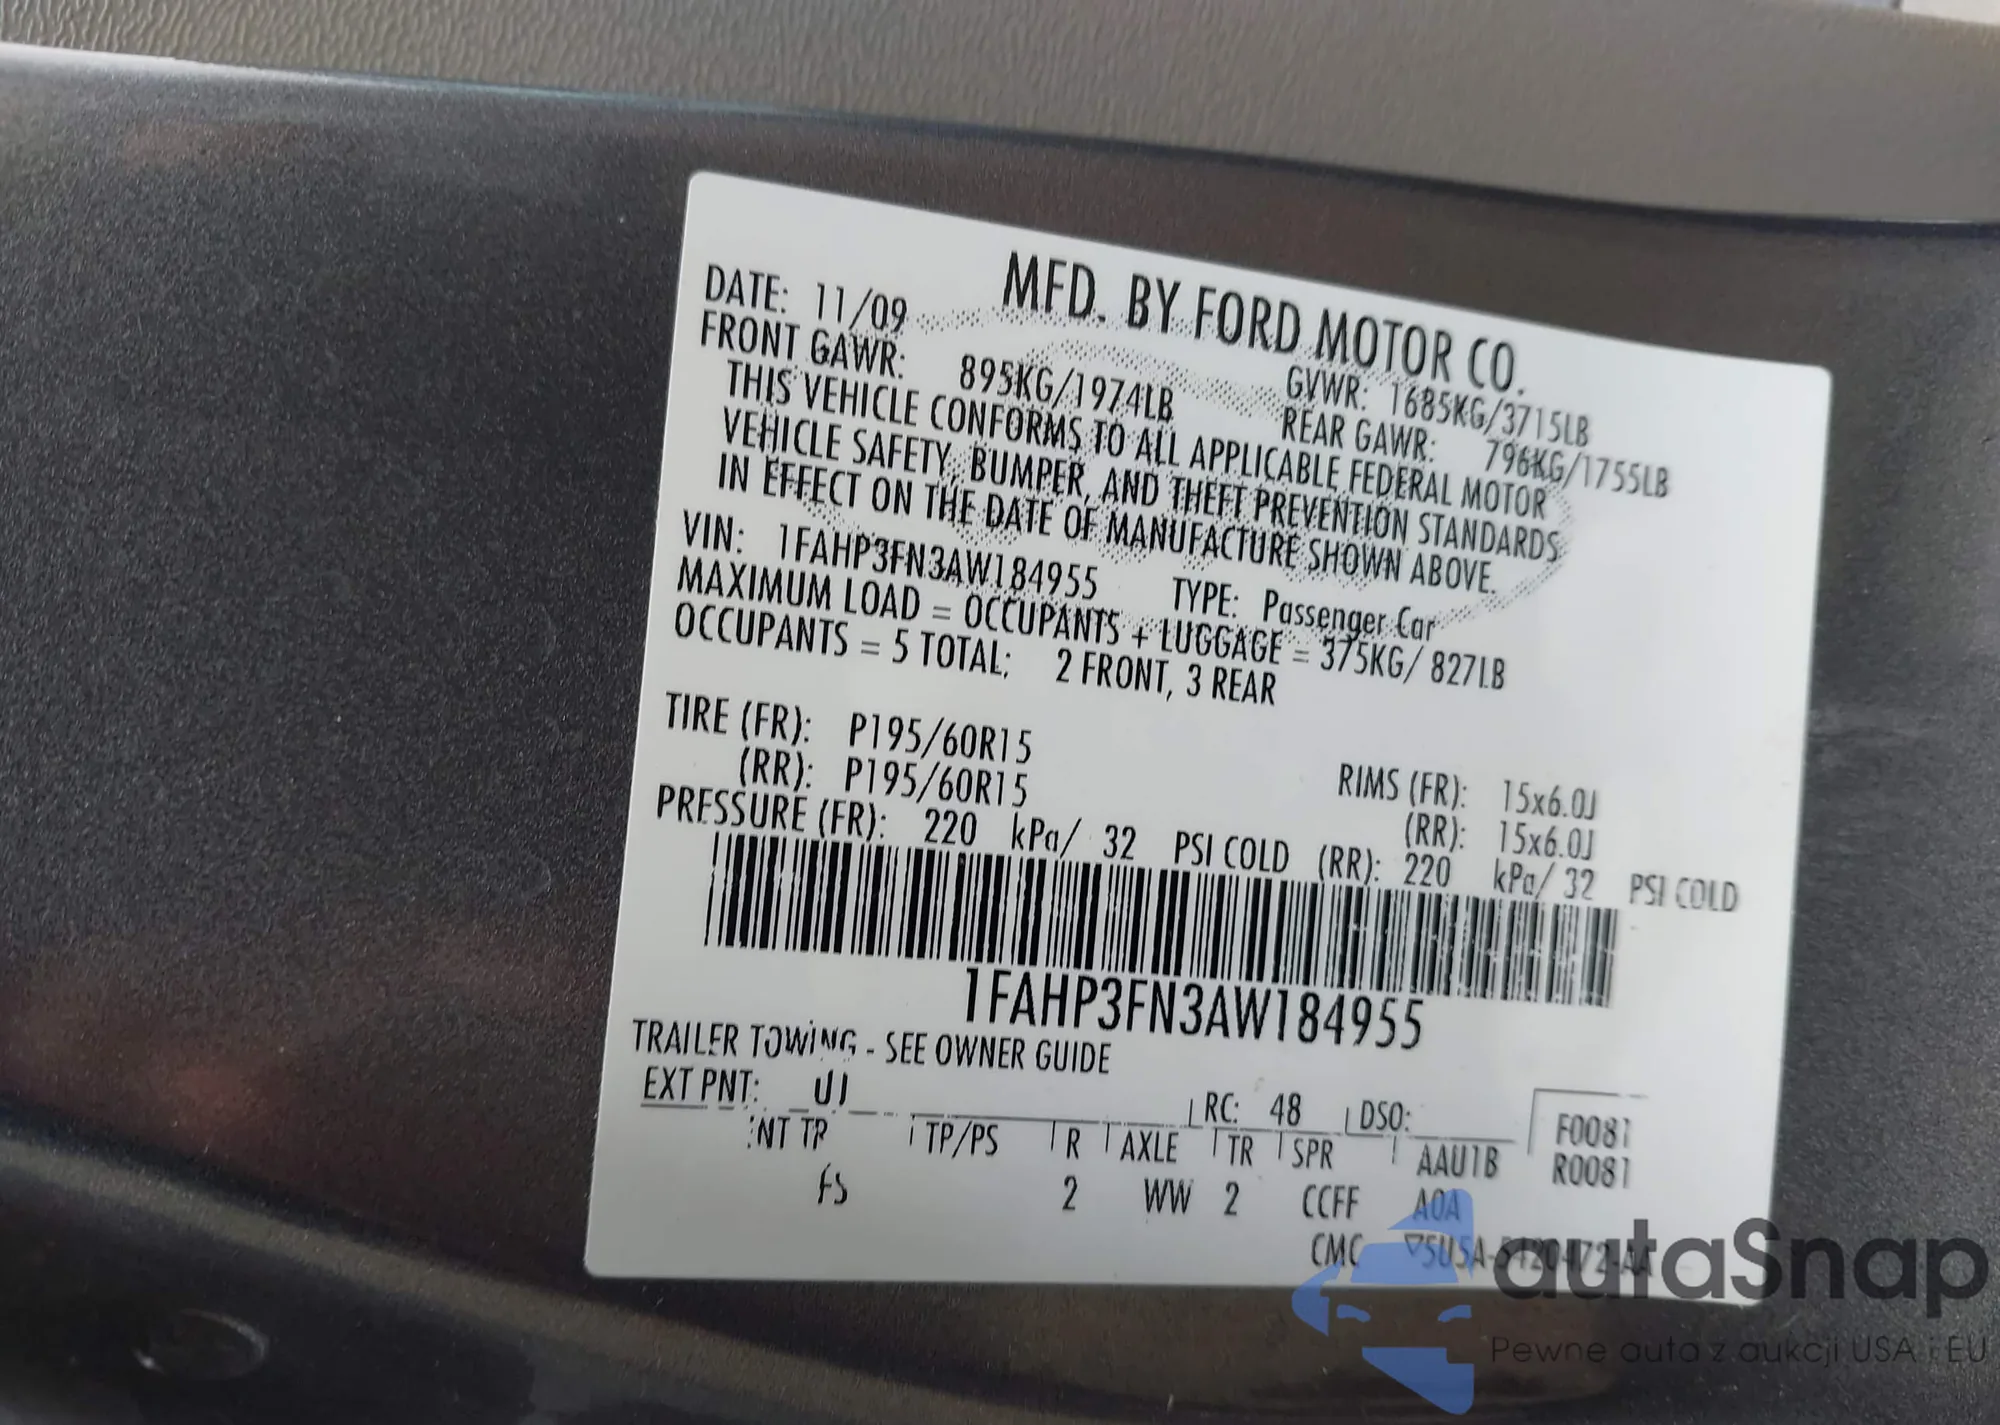 MFD. BY FORD MOTOR CO.
DATE: 11/09 GVWR: 1685KG/3715LB
FRONT GAWR: 895KG/1974LB REAR GAWR: 796KG/1755LB
THIS VEHICLE CONFORMS TO ALL APPLICABLE FEDERAL MOTOR
VEHICLE SAFETY, BUMPER, AND THEFT PREVENTION STANDARDS
IN EFFECT ON THE DATE OF MANUFACTURE SHOWN ABOVE.
VIN: 1FAHP3FN3AW184955 TYPE: Passenger Car
MAXIMUM LOAD = OCCUPANTS + LUGGAGE = 375KG/ 827LB
OCCUPANTS = 5 TOTAL: 2 FRONT, 3 REAR
TIRE (FR): P195/60R15 RIMS (FR): 15x6.0J
(RR): P195/60R15 (RR): 15x6.0J
PRESSURE (FR): 220 kPa/ 32 PSI COLD (RR): 220 kPa/ 32 PSI COLD
1FAHP3FN3AW184955
TRAILER TOWING - SEE OWNER GUIDE
EXT PNT: RC: 48 DSO: F0081
INT TR TP/PS R AXLE TR SPR AAU1B R0081
FS 2 WW 2 CCFF AOA
CMC
autaSnap
Pewne auta z aukcji USA i EU